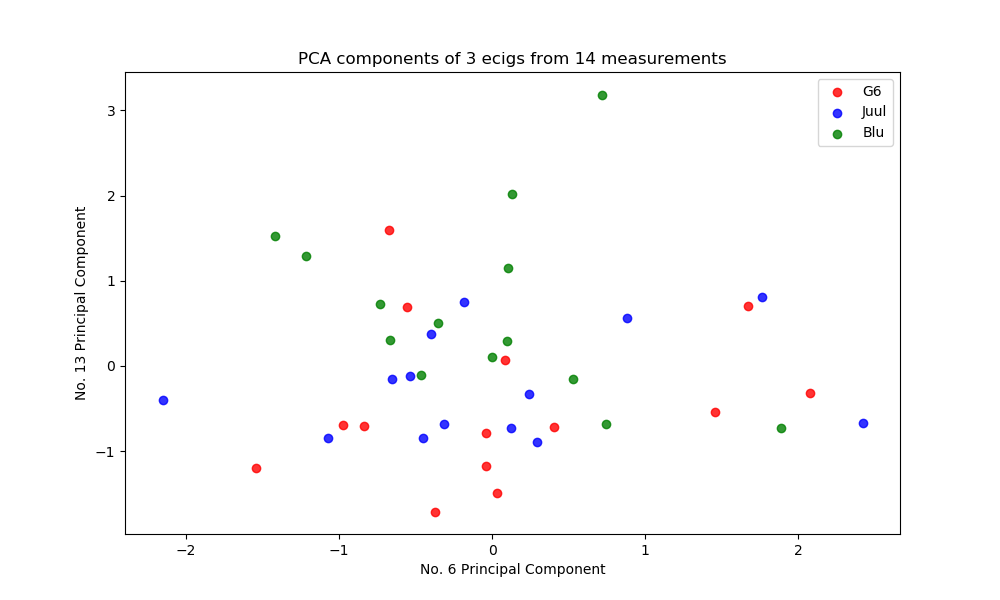 PCA components of 3 ecigs from 14 measurements
G6
Juul
Blu
3
2
1
0
−1
No. 13 Principal Component
−2
−1
0
1
2
No. 6 Principal Component